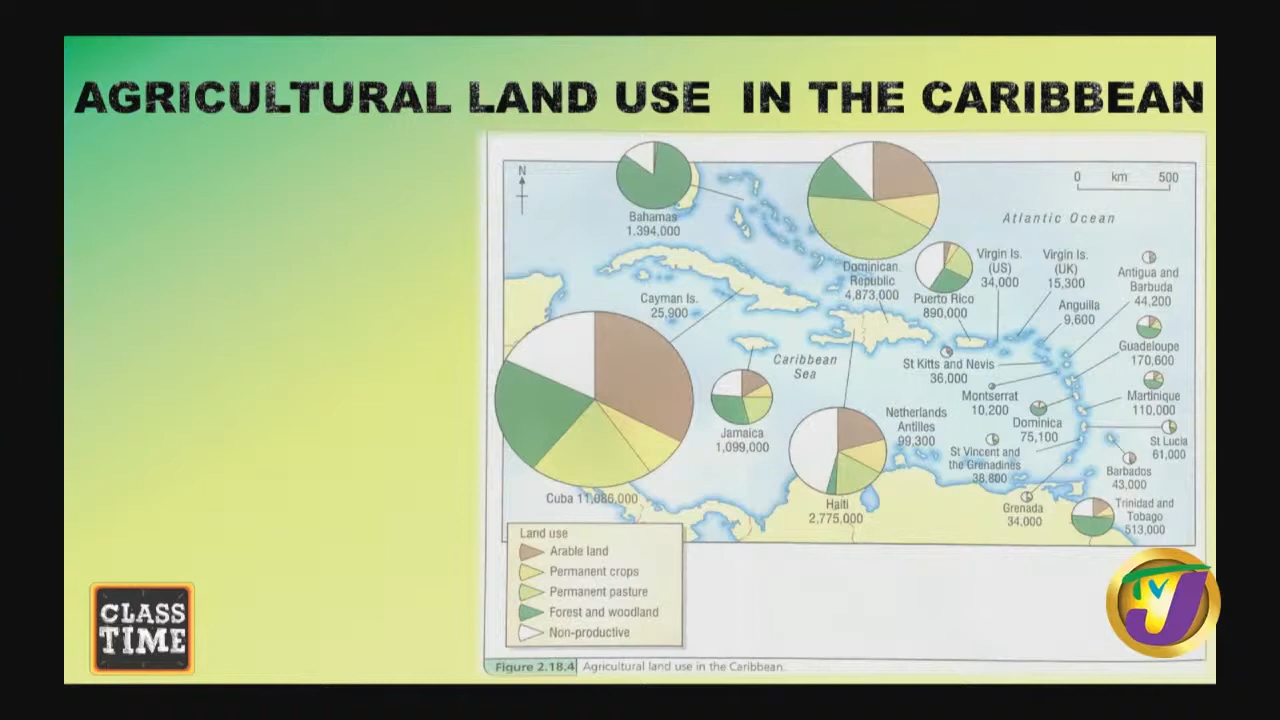 AGRICULTURAL LAND USE IN THE CARIBBEAN
N
0 km 500
Atlantic Ocean
Bahamas
1.394,000
Dominican
Republic
4,873,000
Puerto Rico
890,000
Virgin Is.
(US)
34,000
Virgin Is.
(UK)
15,300
Antigua and
Barbuda
44,200
Anguilla
9,600
Cayman Is.
25,900
Guadeloupe
170,600
Caribbean
Sea
St Kitts and Nevis
36,000
Montserrat
10,200
Martinique
110,000
Netherlands
Antilles
99,300
Dominica
75,100
Jamaica
1,099,000
St Lucia
61,000
St Vincent and
the Grenadines
38,800
Barbados
43,000
Cuba 11,086,000
Haiti
2,775,000
Grenada
34,000
Trinidad and
Tobago
513,000
Land use
Arable land
Permanent crops
Permanent pasture
Forest and woodland
Non-productive
Figure 2.18.4 Agricultural land use in the Caribbean.
CLASS
TIME
TVJ